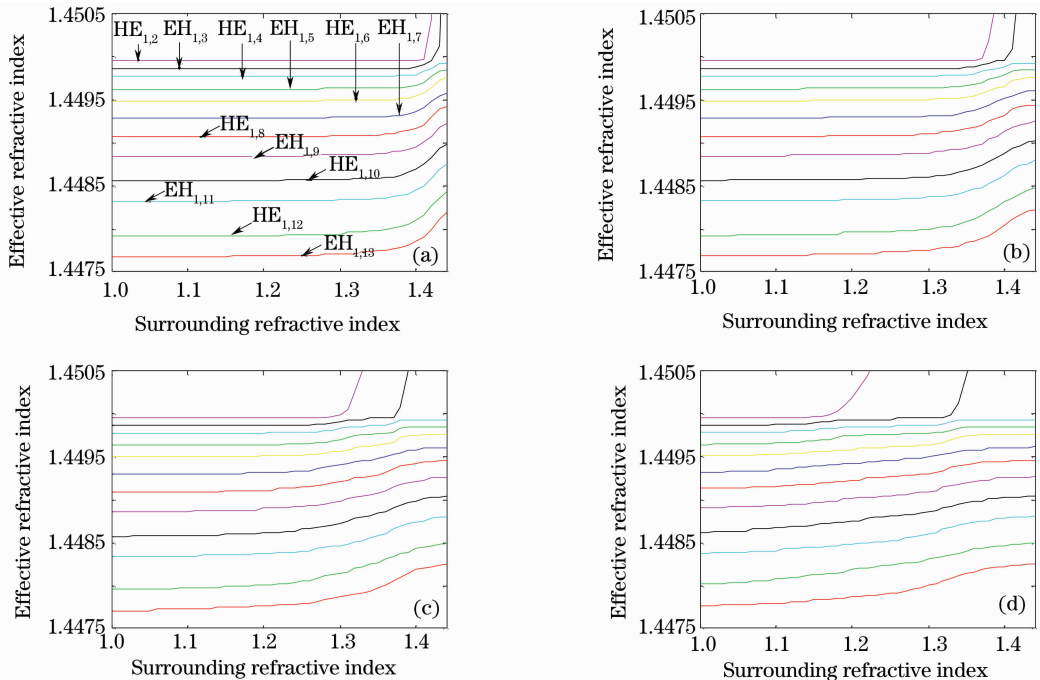 1.4505
HE1,2 EH1,3 HE1,4 EH1,5 HE1,6 EH1,7
1.4495
HE1,8
EH1,9
HE1,10
1.4485
EH1,11
HE1,12
EH1,13
(a)
1.4475
1.0 1.1 1.2 1.3 1.4
Effective refractive index
Surrounding refractive index
1.4505
1.4495
1.4485
1.4475
(b)
1.0 1.1 1.2 1.3 1.4
Effective refractive index
Surrounding refractive index
1.4505
1.4495
1.4485
1.4475
(c)
1.0 1.1 1.2 1.3 1.4
Effective refractive index
Surrounding refractive index
1.4505
1.4495
1.4485
1.4475
(d)
1.0 1.1 1.2 1.3 1.4
Effective refractive index
Surrounding refractive index